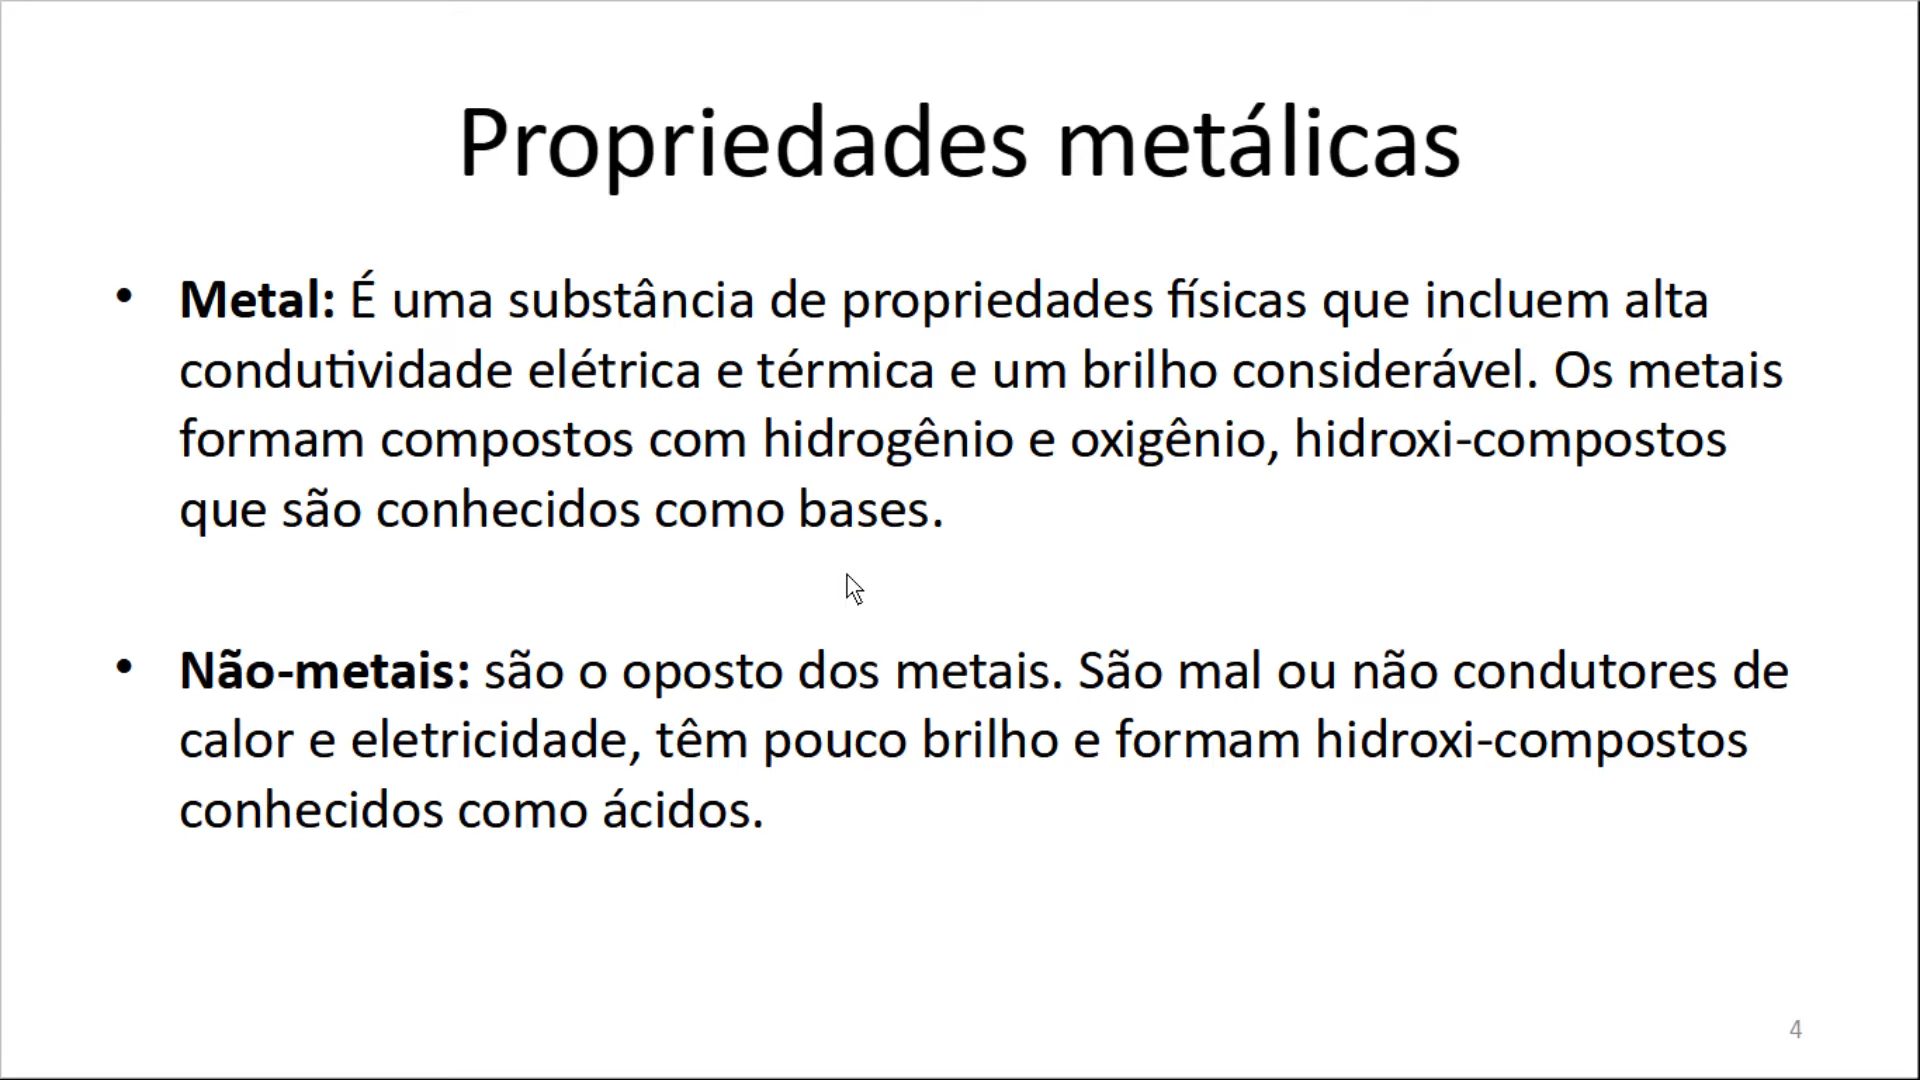 Propriedades metálicas
• Metal: É uma substância de propriedades físicas que incluem alta
condutividade elétrica e térmica e um brilho considerável. Os metais
formam compostos com hidrogênio e oxigênio, hidroxi-compostos
que são conhecidos como bases.
• Não-metais: são o oposto dos metais. São mal ou não condutores de
calor e eletricidade, têm pouco brilho e formam hidroxi-compostos
conhecidos como ácidos.
4